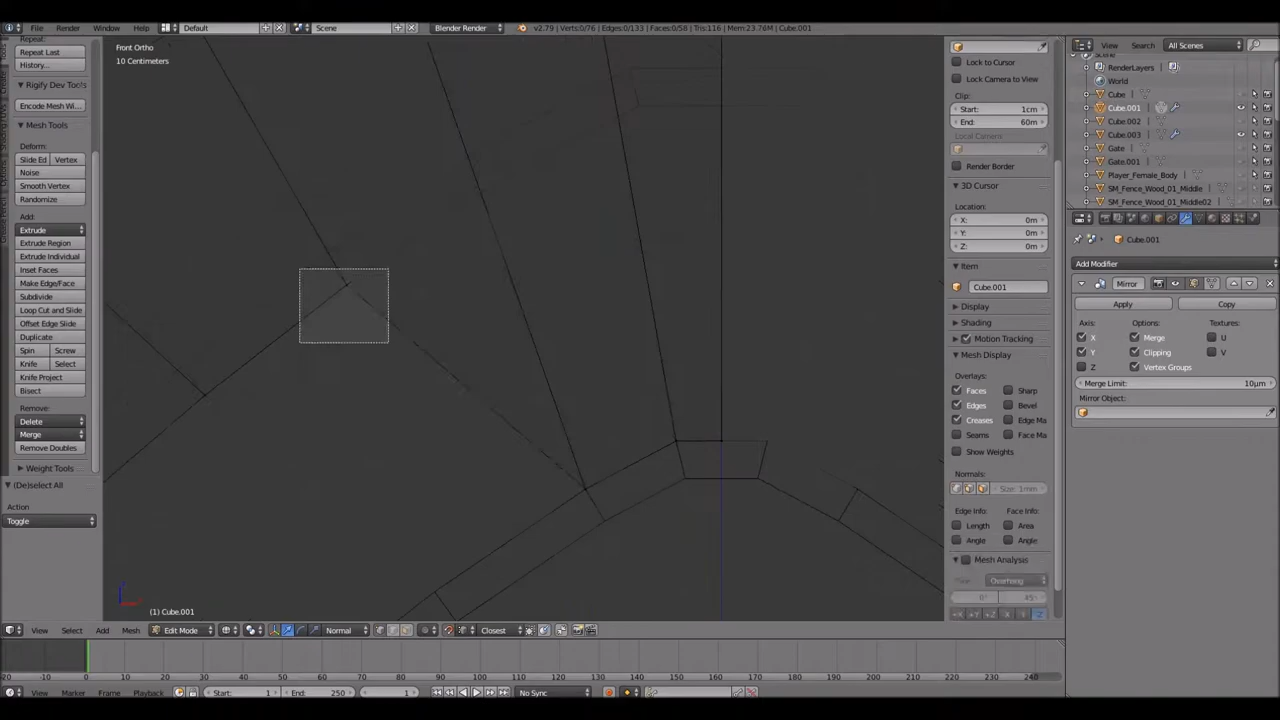 File Render Window Help Default Scene Blender Render v2.79 | Verts:0/76 | Edges:0/133 | Faces:0/58 | Tris:116 | Mem:23.76M | Cube.001
Repeat Last
History...
Rigify Dev Tools
Encode Mesh Wi...
Mesh Tools
Deform:
Slide Ed Vertex
Noise
Smooth Vertex
Randomize
Add:
Extrude
Extrude Region
Extrude Individual
Inset Faces
Make Edge/Face
Subdivide
Loop Cut and Slide
Offset Edge Slide
Duplicate
Spin Screw
Knife Select
Knife Project
Bisect
Remove:
Delete
Merge
Remove Doubles
Weight Tools
(De)select All
Action
Toggle
Front Ortho
10 Centimeters
(1) Cube.001
Lock to Cursor
Lock Camera to View
Clip:
Start: 1cm
End: 60m
Local Camera:
Render Border
3D Cursor
Location:
X: 0m
Y: 0m
Z: 0m
Item
Cube.001
Display
Shading
Motion Tracking
Mesh Display
Overlays:
Faces Sharp
Edges Bevel
Creases Edge Ma
Seams Face Ma
Show Weights
Normals:
Size: 1mm
Edge Info: Face Info:
Length Area
Angle Angle
Mesh Analysis
Overhang
0° 45°
+X +Y X Y Z
View Search All Scenes
Scene
RenderLayers
World
Cube
Cube.001
Cube.002
Cube.003
Gate
Gate.001
Player_Female_Body
SM_Fence_Wood_01_Middle
SM_Fence_Wood_01_Middle02
Cube.001
Add Modifier
Mirror
Apply Copy
Axis: Options: Textures:
X Merge U
Y Clipping V
Z Vertex Groups
Merge Limit: 10µm
Mirror Object:
View Select Add Mesh Edit Mode Normal Closest
-20 -10 0 10 20 30 40 50 60 70 80 90 100 110 120 130 140 150 160 170 180 190 200 210 220 230 240
View Marker Frame Playback Start: 1 End: 250 1 No Sync